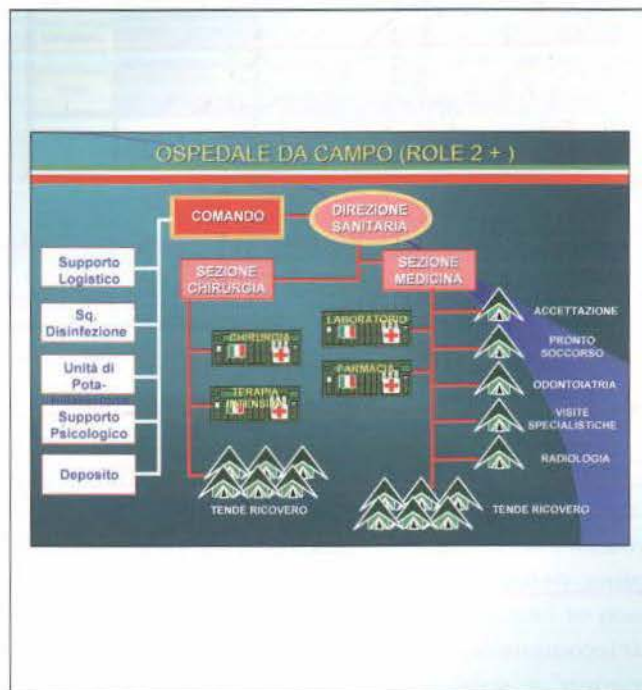 OSPEDALE DA CAMPO (ROLE 2 + )
COMANDO
DIREZIONE
SANITARIA
Supporto
Logistico
Sq.
Disinfezione
Unità di
Pota-
Supporto
Psicologico
Deposito
SEZIONE
CHIRURGIA
CHIRURGIA
TERAPIA
INTENSIVA
TENDE RICOVERO
SEZIONE
MEDICINA
LABORATORIO
FARMACIA
ACCETTAZIONE
PRONTO
SOCCORSO
ODONTOIATRIA
VISITE
SPECIALISTICHE
RADIOLOGIA
TENDE RICOVERO